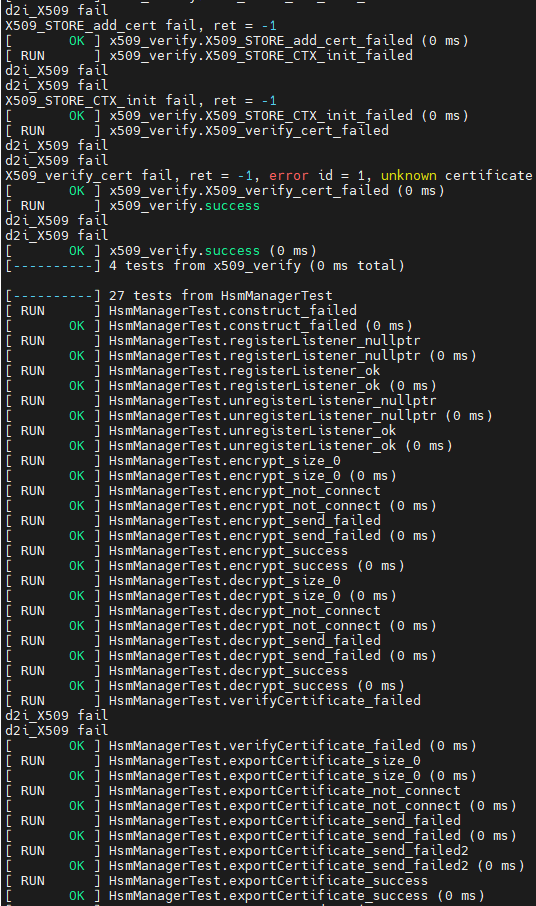 d2i_X509 fail
X509_STORE_add_cert fail, ret = -1
[       OK ] x509_verify.X509_STORE_add_cert_failed (0 ms)
[ RUN      ] x509_verify.X509_STORE_CTX_init_failed
d2i_X509 fail
d2i_X509 fail
X509_STORE_CTX_init fail, ret = -1
[       OK ] x509_verify.X509_STORE_CTX_init_failed (0 ms)
[ RUN      ] x509_verify.X509_verify_cert_failed
d2i_X509 fail
d2i_X509 fail
X509_verify_cert fail, ret = -1, error id = 1, unknown certificate
[       OK ] x509_verify.X509_verify_cert_failed (0 ms)
[ RUN      ] x509_verify.success
d2i_X509 fail
d2i_X509 fail
[       OK ] x509_verify.success (0 ms)
[----------] 4 tests from x509_verify (0 ms total)
[----------] 27 tests from HsmManagerTest
[ RUN      ] HsmManagerTest.construct_failed
[       OK ] HsmManagerTest.construct_failed (0 ms)
[ RUN      ] HsmManagerTest.registerListener_nullptr
[       OK ] HsmManagerTest.registerListener_nullptr (0 ms)
[ RUN      ] HsmManagerTest.registerListener_ok
[       OK ] HsmManagerTest.registerListener_ok (0 ms)
[ RUN      ] HsmManagerTest.unregisterListener_nullptr
[       OK ] HsmManagerTest.unregisterListener_nullptr (0 ms)
[ RUN      ] HsmManagerTest.unregisterListener_ok
[       OK ] HsmManagerTest.unregisterListener_ok (0 ms)
[ RUN      ] HsmManagerTest.encrypt_size_0
[       OK ] HsmManagerTest.encrypt_size_0 (0 ms)
[ RUN      ] HsmManagerTest.encrypt_not_connect
[       OK ] HsmManagerTest.encrypt_not_connect (0 ms)
[ RUN      ] HsmManagerTest.encrypt_send_failed
[       OK ] HsmManagerTest.encrypt_send_failed (0 ms)
[ RUN      ] HsmManagerTest.encrypt_success
[       OK ] HsmManagerTest.encrypt_success (0 ms)
[ RUN      ] HsmManagerTest.decrypt_size_0
[       OK ] HsmManagerTest.decrypt_size_0 (0 ms)
[ RUN      ] HsmManagerTest.decrypt_not_connect
[       OK ] HsmManagerTest.decrypt_not_connect (0 ms)
[ RUN      ] HsmManagerTest.decrypt_send_failed
[       OK ] HsmManagerTest.decrypt_send_failed (0 ms)
[ RUN      ] HsmManagerTest.decrypt_success
[       OK ] HsmManagerTest.decrypt_success (0 ms)
[ RUN      ] HsmManagerTest.verifyCertificate_failed
d2i_X509 fail
d2i_X509 fail
[       OK ] HsmManagerTest.verifyCertificate_failed (0 ms)
[ RUN      ] HsmManagerTest.exportCertificate_size_0
[       OK ] HsmManagerTest.exportCertificate_size_0 (0 ms)
[ RUN      ] HsmManagerTest.exportCertificate_not_connect
[       OK ] HsmManagerTest.exportCertificate_not_connect (0 ms)
[ RUN      ] HsmManagerTest.exportCertificate_send_failed
[       OK ] HsmManagerTest.exportCertificate_send_failed (0 ms)
[ RUN      ] HsmManagerTest.exportCertificate_send_failed2
[       OK ] HsmManagerTest.exportCertificate_send_failed2 (0 ms)
[ RUN      ] HsmManagerTest.exportCertificate_success
[       OK ] HsmManagerTest.exportCertificate_success (0 ms)